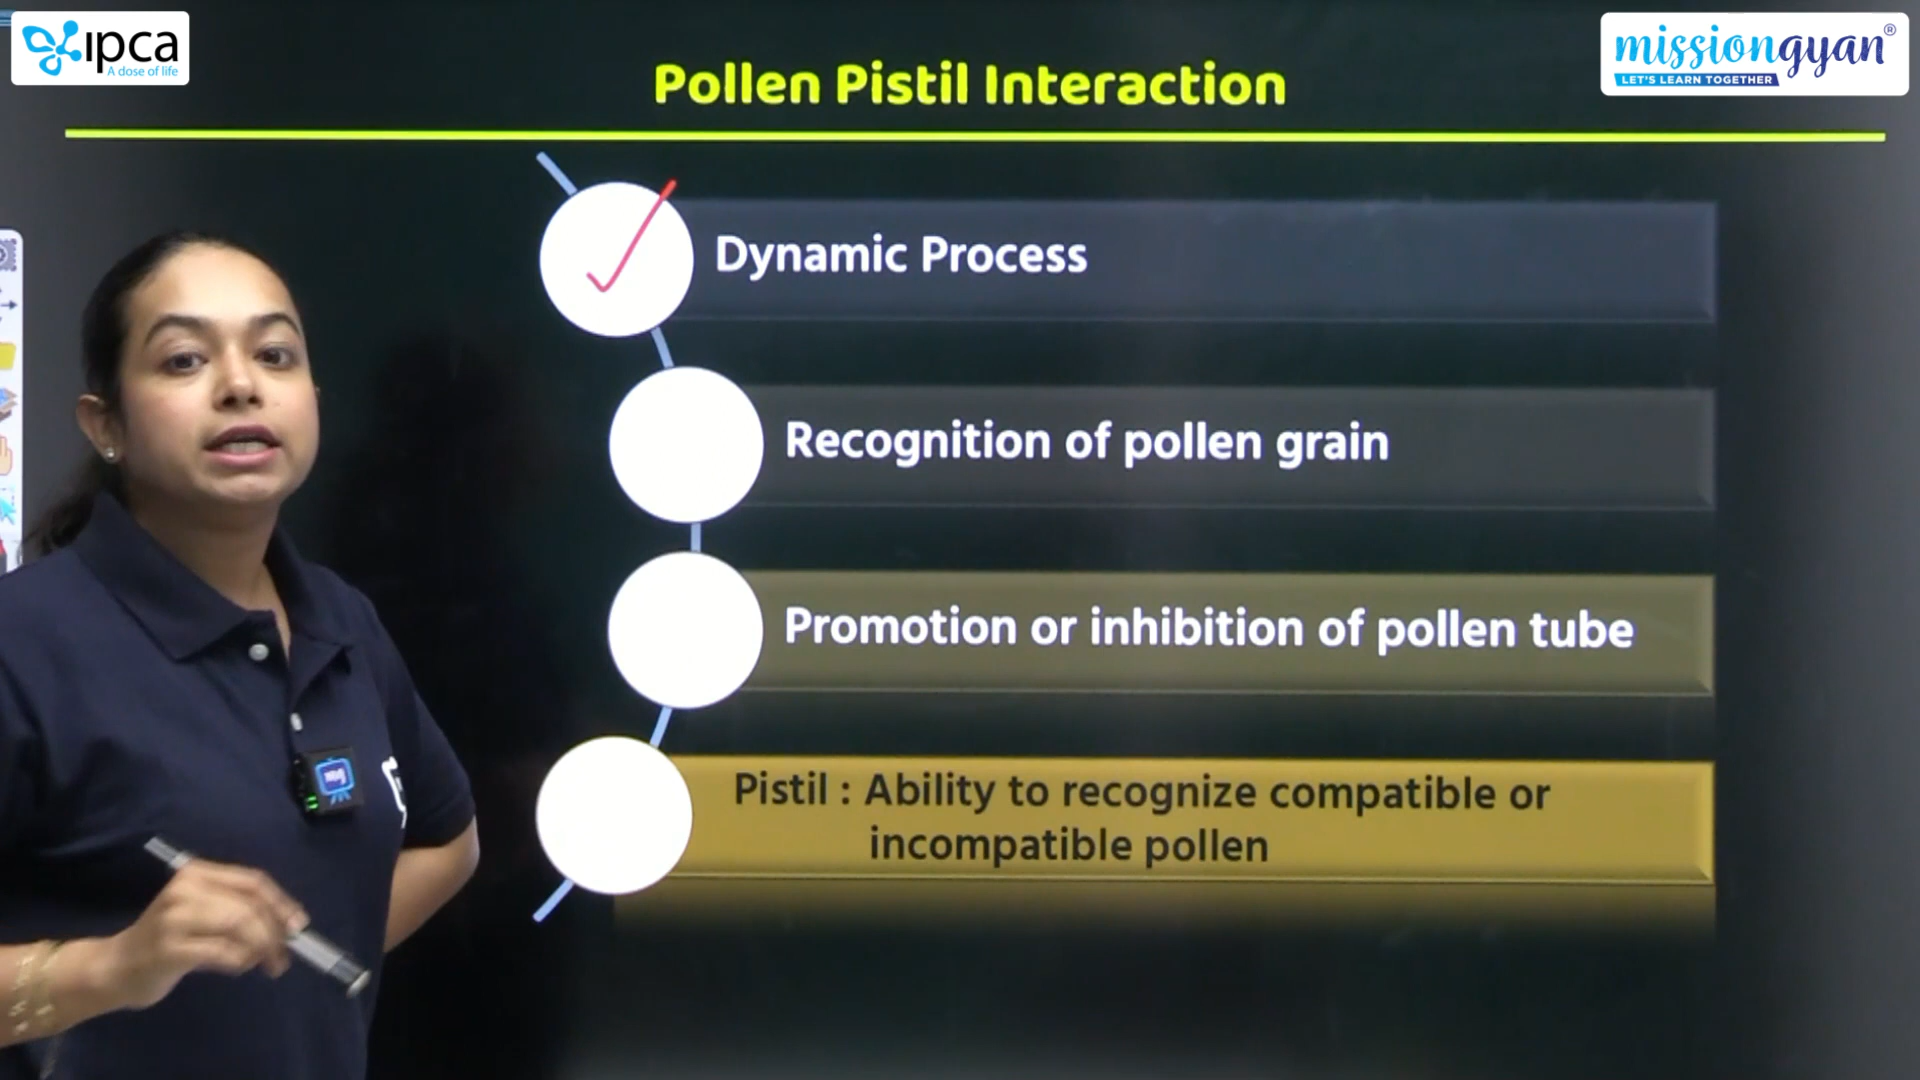 ipca
A dose of life
missiongyan®
LET'S LEARN TOGETHER
Pollen Pistil Interaction
Dynamic Process
Recognition of pollen grain
Promotion or inhibition of pollen tube
Pistil : Ability to recognize compatible or
incompatible pollen